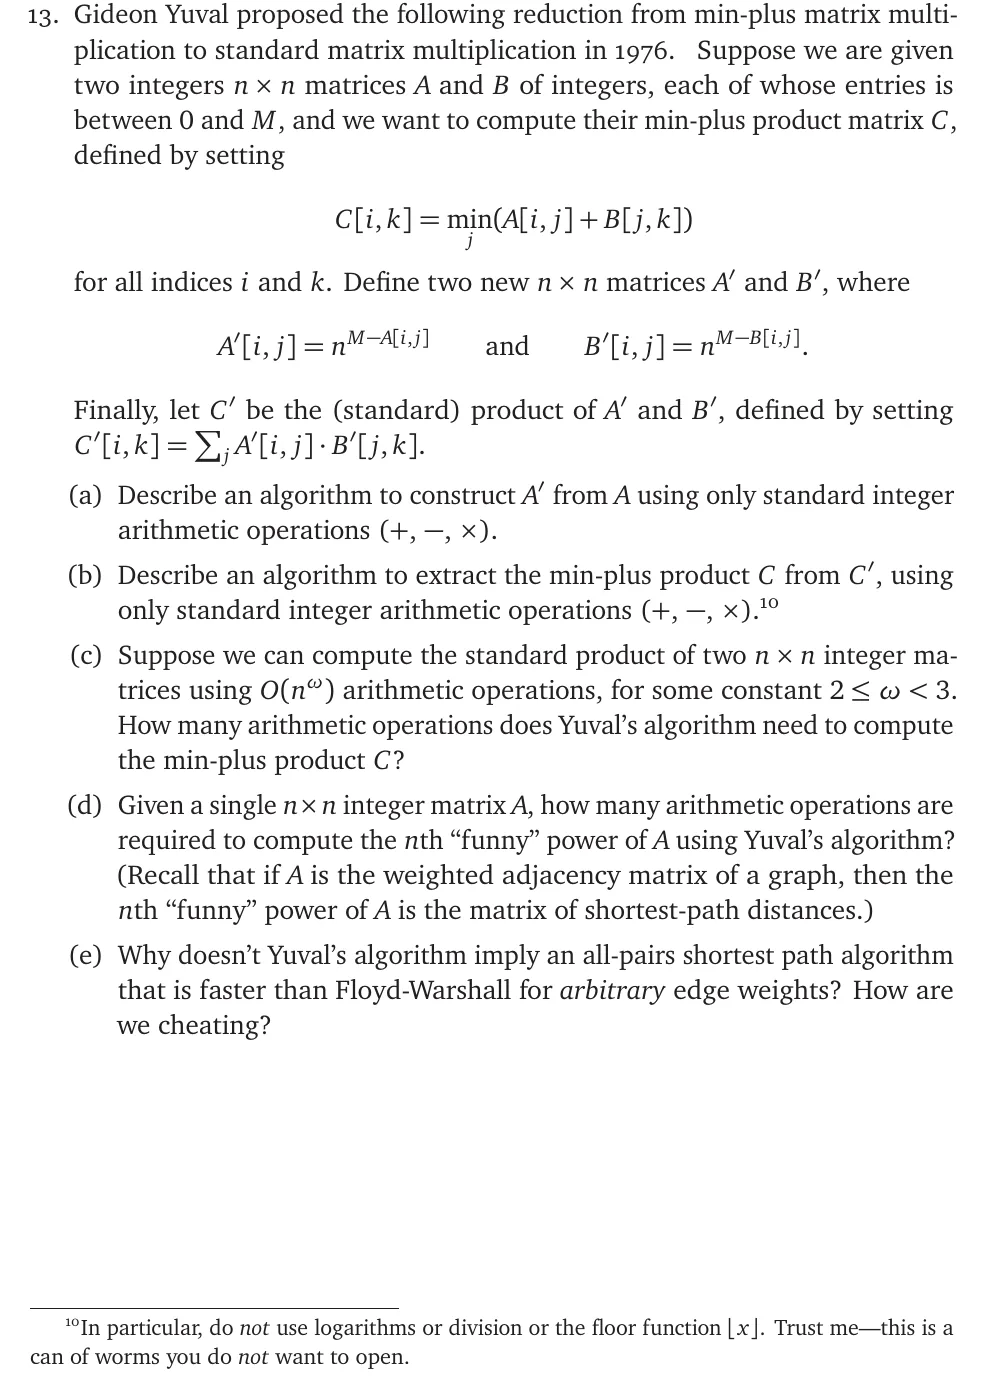 13. Gideon Yuval proposed the following reduction from min-plus matrix multi-
plication to standard matrix multiplication in 1976. Suppose we are given
two integers n × n matrices A and B of integers, each of whose entries is
between 0 and M, and we want to compute their min-plus product matrix C,
defined by setting
C[i, k] = min_j(A[i, j] + B[j, k])
for all indices i and k. Define two new n × n matrices A′ and B′, where
A′[i, j] = n^{M−A[i,j]} and B′[i, j] = n^{M−B[i,j]}.
Finally, let C′ be the (standard) product of A′ and B′, defined by setting
C′[i, k] = ∑_j A′[i, j] · B′[j, k].
(a) Describe an algorithm to construct A′ from A using only standard integer
arithmetic operations (+, −, ×).
(b) Describe an algorithm to extract the min-plus product C from C′, using
only standard integer arithmetic operations (+, −, ×).¹⁰
(c) Suppose we can compute the standard product of two n × n integer ma-
trices using O(n^ω) arithmetic operations, for some constant 2 ≤ ω < 3.
How many arithmetic operations does Yuval’s algorithm need to compute
the min-plus product C?
(d) Given a single n × n integer matrix A, how many arithmetic operations are
required to compute the nth “funny” power of A using Yuval’s algorithm?
(Recall that if A is the weighted adjacency matrix of a graph, then the
nth “funny” power of A is the matrix of shortest-path distances.)
(e) Why doesn’t Yuval’s algorithm imply an all-pairs shortest path algorithm
that is faster than Floyd-Warshall for arbitrary edge weights? How are
we cheating?
¹⁰In particular, do not use logarithms or division or the floor function ⌊x⌋. Trust me—this is a
can of worms you do not want to open.